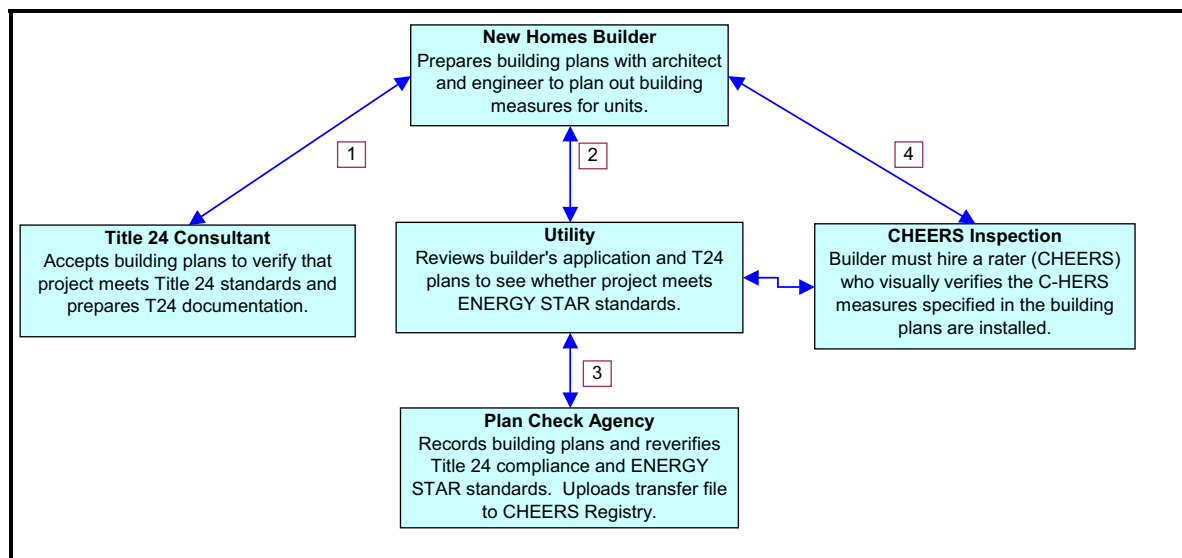 New Homes Builder
Prepares building plans with architect
and engineer to plan out building
measures for units.
1
2
4
Title 24 Consultant
Accepts building plans to verify that
project meets Title 24 standards and
prepares T24 documentation.
Utility
Reviews builder's application and T24
plans to see whether project meets
ENERGY STAR standards.
CHEERS Inspection
Builder must hire a rater (CHEERS)
who visually verifies the C-HERS
measures specified in the building
plans are installed.
3
Plan Check Agency
Records building plans and reverifies
Title 24 compliance and ENERGY
STAR standards.  Uploads transfer file
to CHEERS Registry.